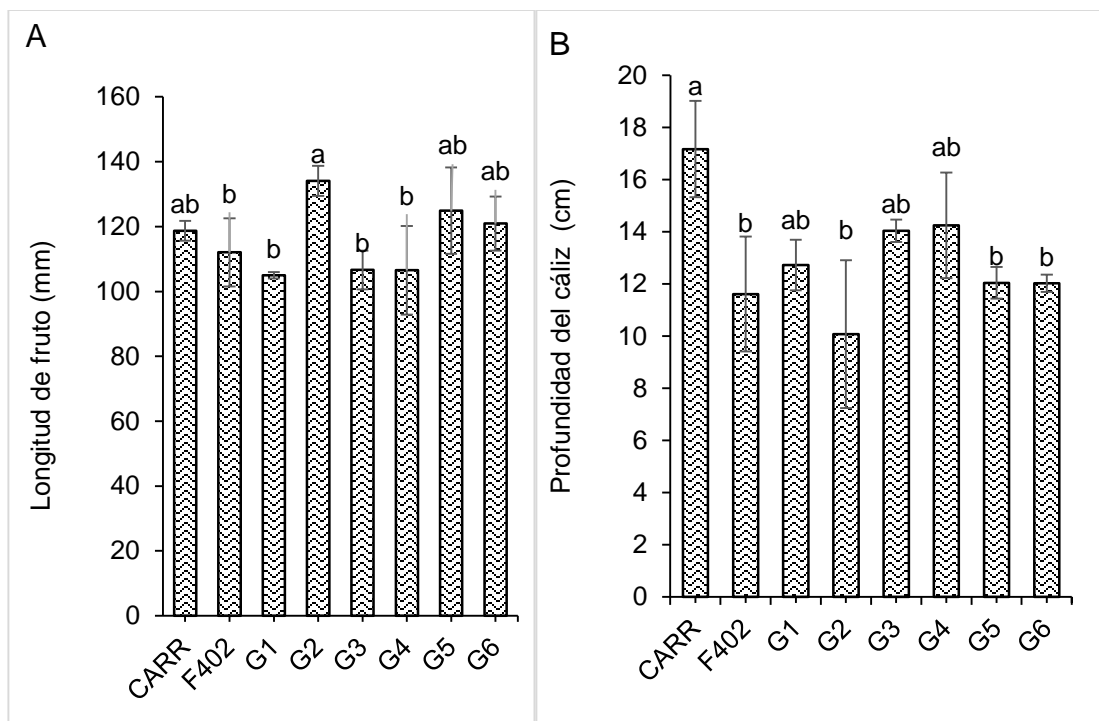 A
Longitud de fruto (mm)
160
140
120
100
80
60
40
20
0
ab
b
b
a
b
b
ab
ab
CARR
F402
G1
G2
G3
G4
G5
G6
B
Profundidad del cáliz (cm)
20
18
16
14
12
10
8
6
4
2
0
a
b
ab
b
ab
ab
b
b
CARR
F402
G1
G2
G3
G4
G5
G6